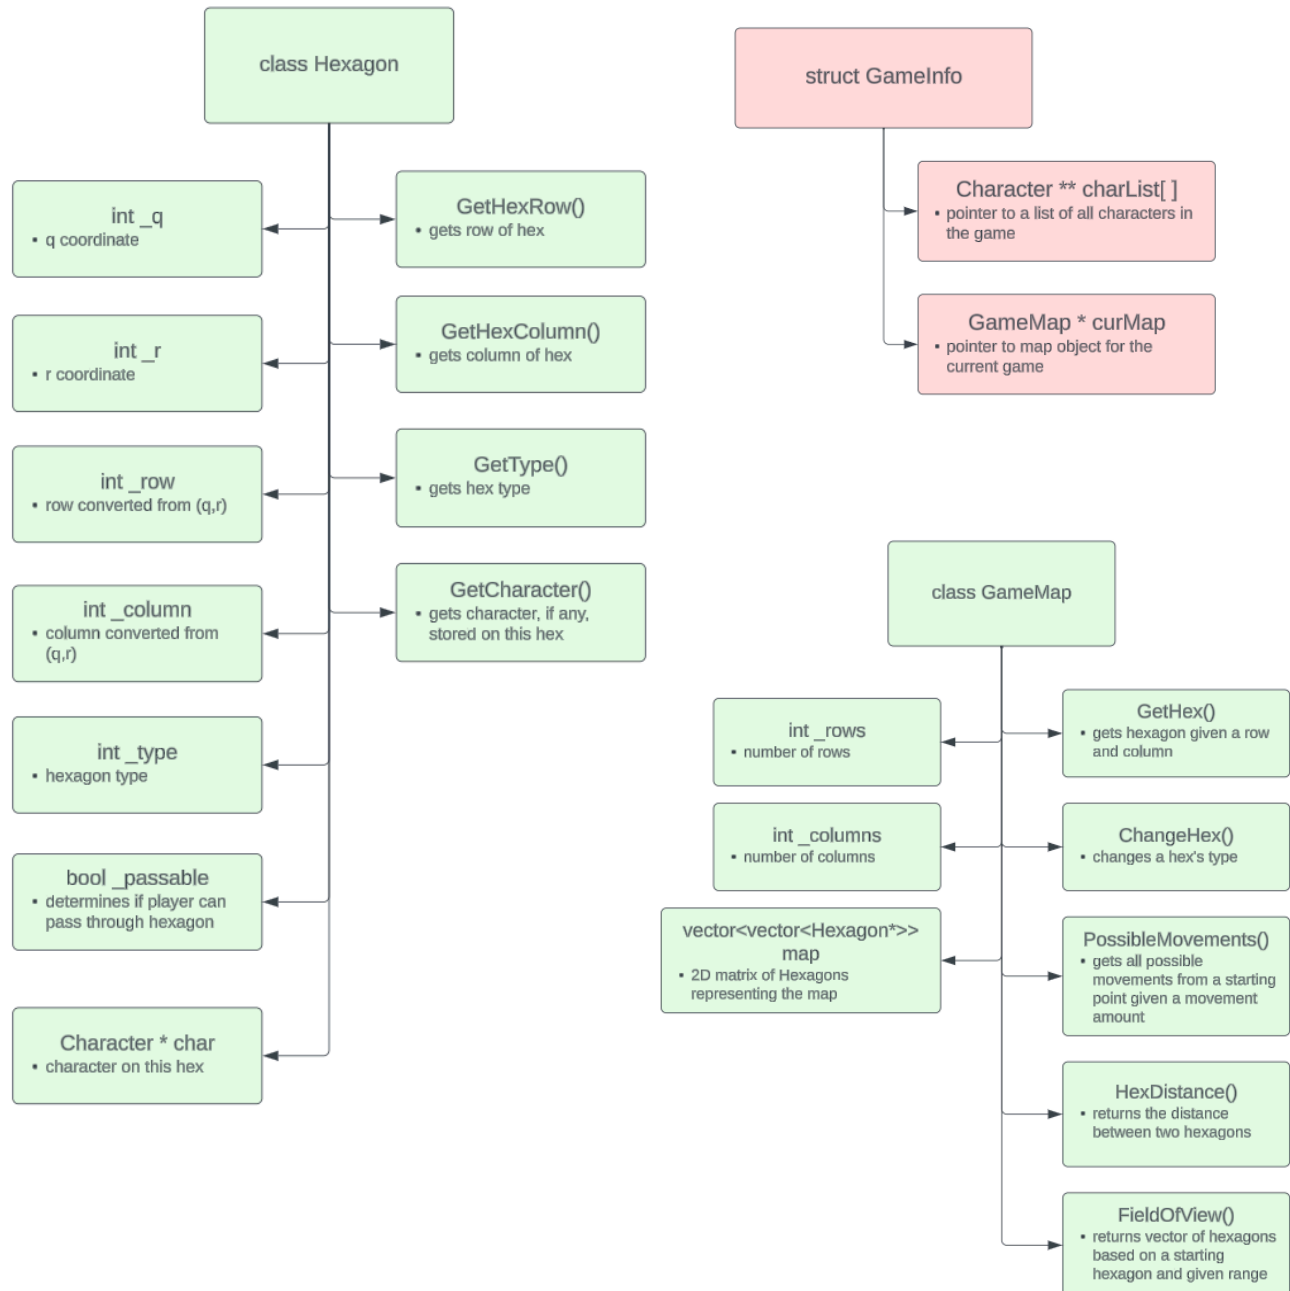 class Hexagon
int _q
▪ q coordinate
int _r
▪ r coordinate
int _row
▪ row converted from (q,r)
int _column
▪ column converted from
(q,r)
int _type
▪ hexagon type
bool _passable
▪ determines if player can
pass through hexagon
Character * char
▪ character on this hex
GetHexRow()
▪ gets row of hex
GetHexColumn()
▪ gets column of hex
GetType()
▪ gets hex type
GetCharacter()
▪ gets character, if any,
stored on this hex
struct GameInfo
Character ** charList[ ]
▪ pointer to a list of all characters in
the game
GameMap * curMap
▪ pointer to map object for the
current game
class GameMap
int _rows
▪ number of rows
int _columns
▪ number of columns
vector<vector<Hexagon*>>
map
▪ 2D matrix of Hexagons
representing the map
GetHex()
▪ gets hexagon given a row
and column
ChangeHex()
▪ changes a hex's type
PossibleMovements()
▪ gets all possible
movements from a starting
point given a movement
amount
HexDistance()
▪ returns the distance
between two hexagons
FieldOfView()
▪ returns vector of hexagons
based on a starting
hexagon and given range